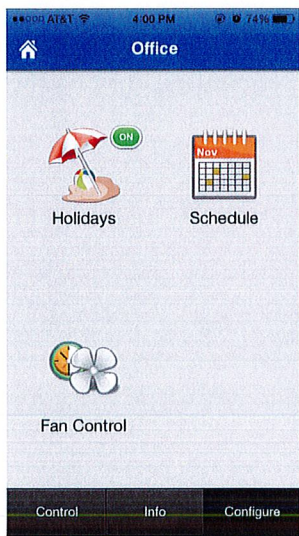 AT&T 4:00 PM 74%
Office
ON
Nov
Holidays Schedule
Fan Control
Control Info Configure